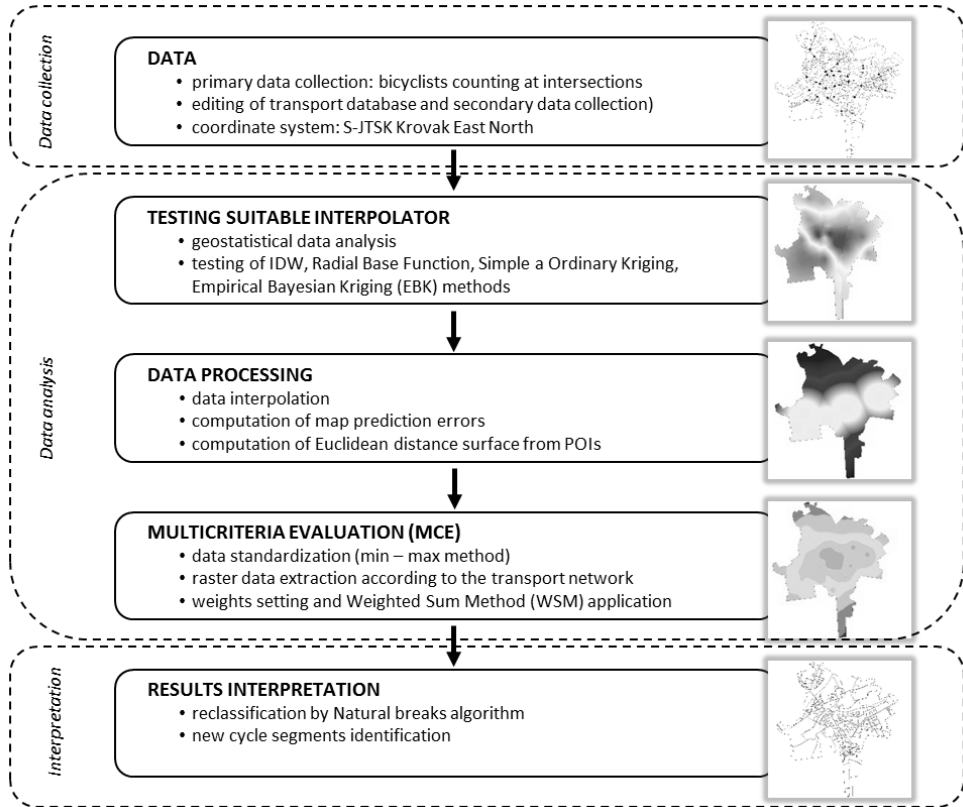 Data collection
DATA
• primary data collection: bicyclists counting at intersections
• editing of transport database and secondary data collection)
• coordinate system: S-JTSK Krovak East North
Data analysis
TESTING SUITABLE INTERPOLATOR
• geostatistical data analysis
• testing of IDW, Radial Base Function, Simple a Ordinary Kriging,
Empirical Bayesian Kriging (EBK) methods
DATA PROCESSING
• data interpolation
• computation of map prediction errors
• computation of Euclidean distance surface from POIs
MULTICRITERIA EVALUATION (MCE)
• data standardization (min – max method)
• raster data extraction according to the transport network
• weights setting and Weighted Sum Method (WSM) application
Interpretation
RESULTS INTERPRETATION
• reclassification by Natural breaks algorithm
• new cycle segments identification